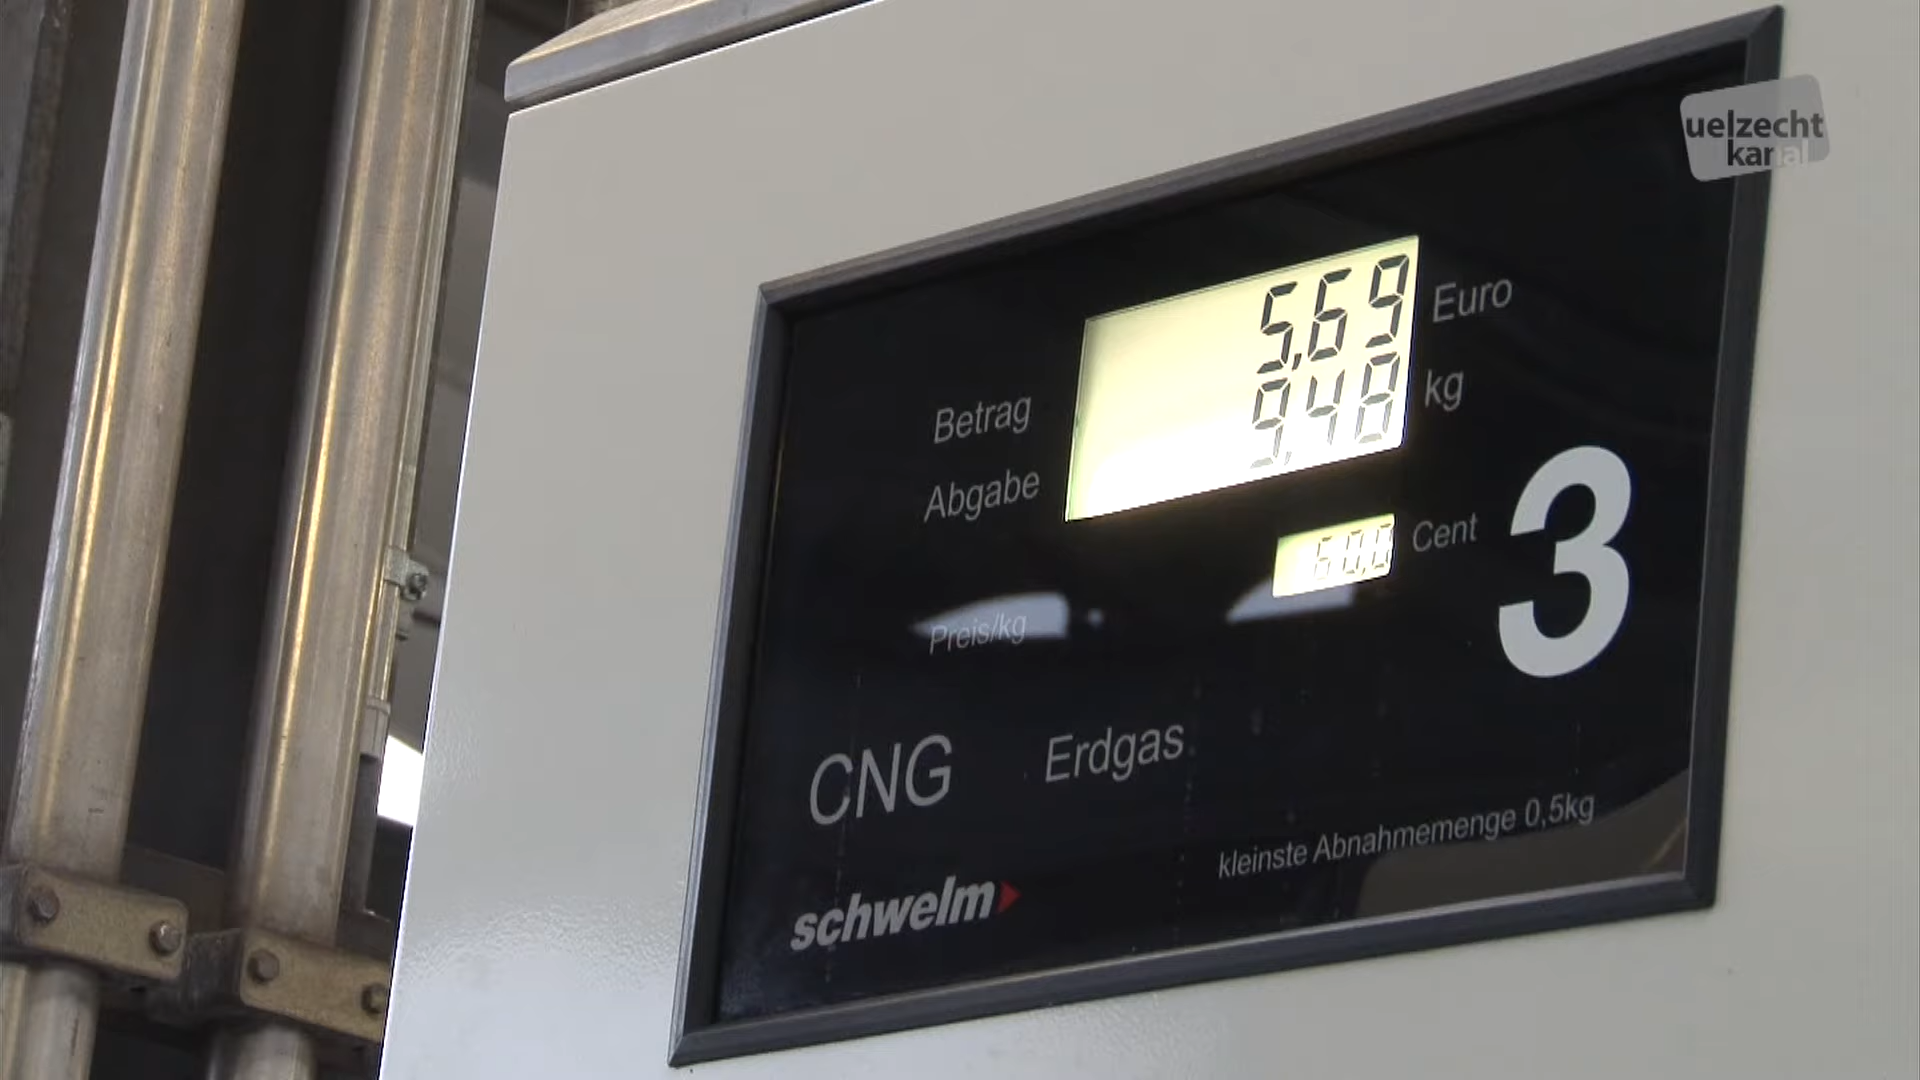 uelzecht
kanal
5,69 Euro
Betrag
9,48 kg
Abgabe
60,0 Cent
Preis/kg
3
CNG Erdgas
kleinste Abnahmemenge 0,5kg
schwelm